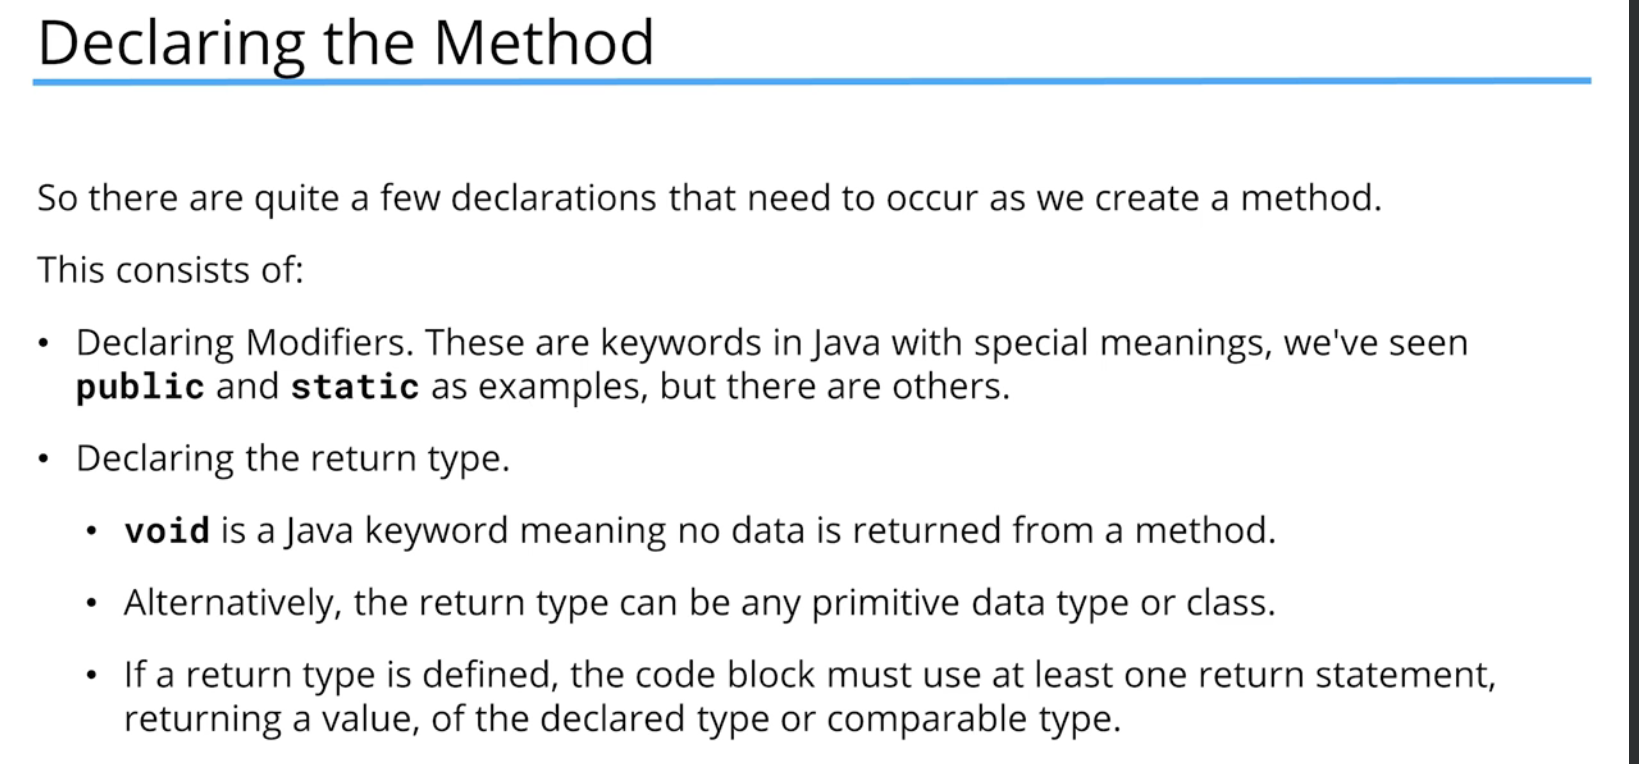 Declaring the Method
So there are quite a few declarations that need to occur as we create a method.
This consists of:
• Declaring Modifiers. These are keywords in Java with special meanings, we've seen
public and static as examples, but there are others.
• Declaring the return type.
• void is a Java keyword meaning no data is returned from a method.
• Alternatively, the return type can be any primitive data type or class.
• If a return type is defined, the code block must use at least one return statement,
returning a value, of the declared type or comparable type.